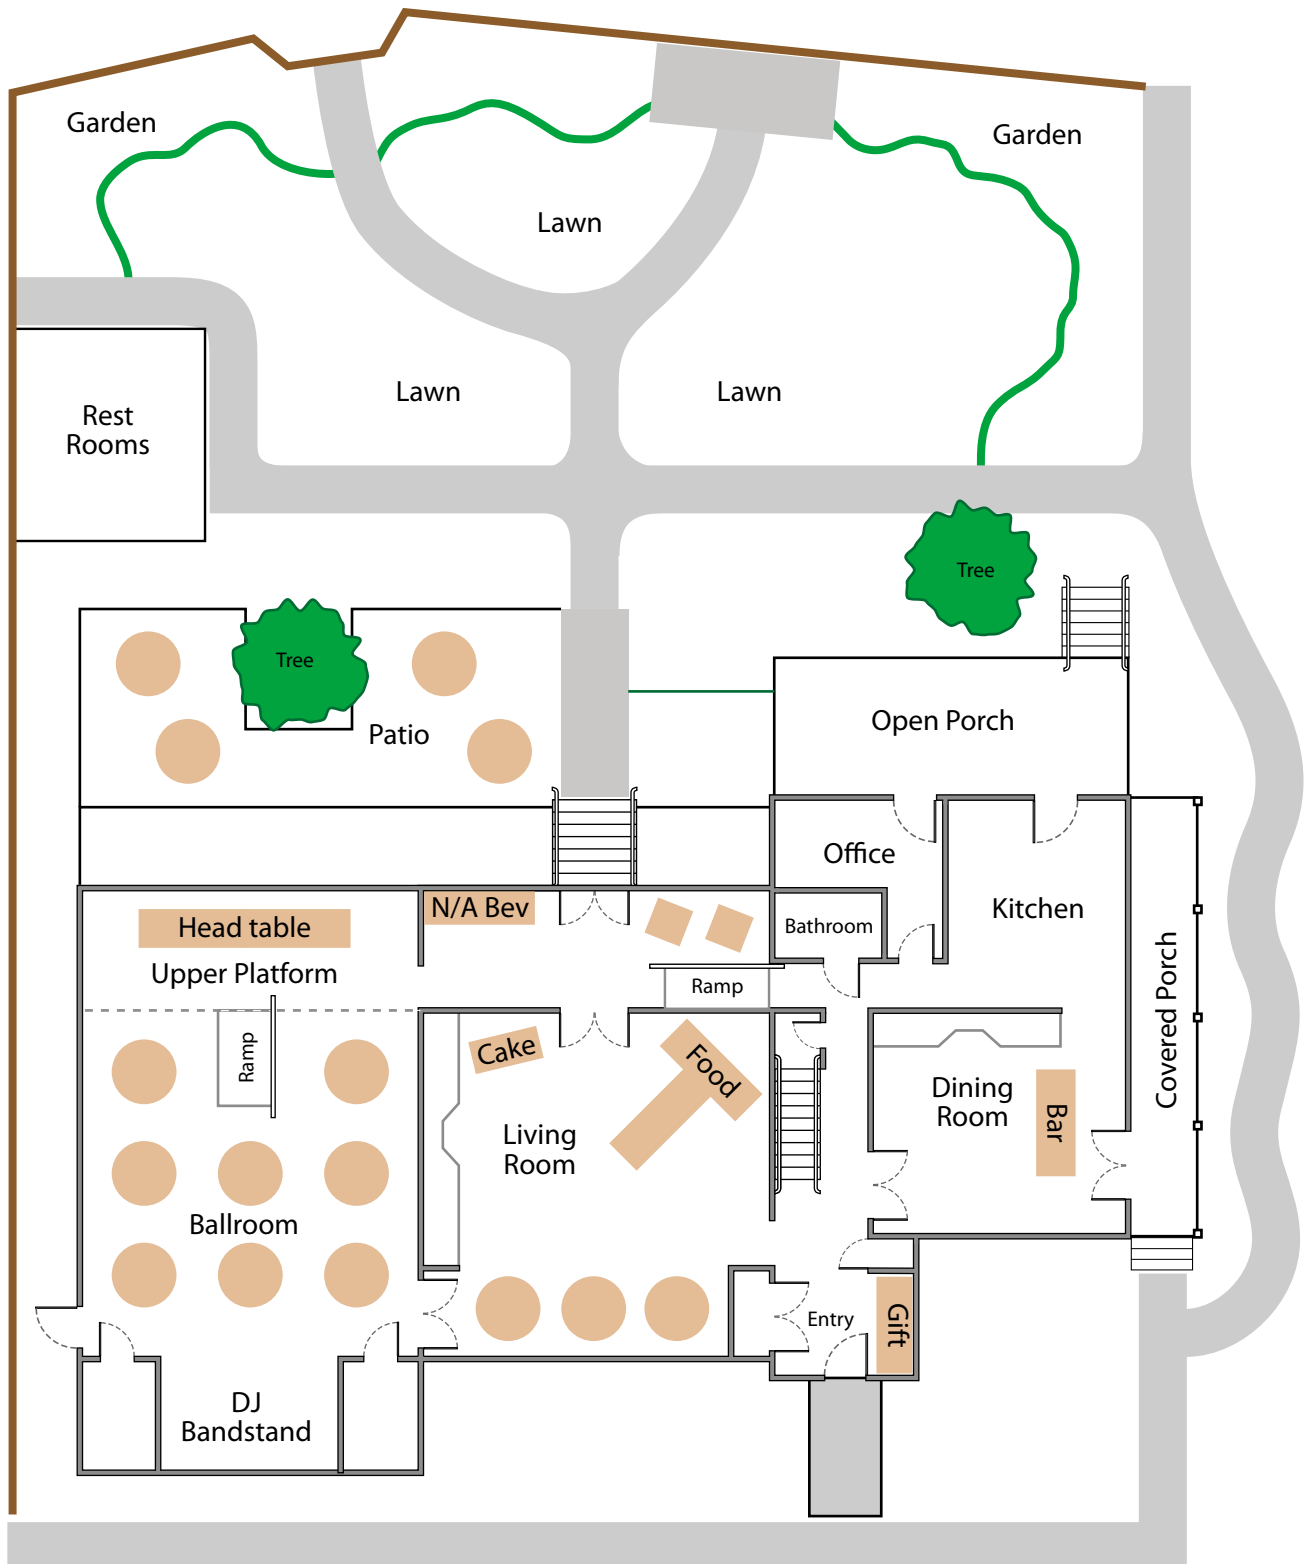 Garden
Garden
Lawn
Lawn
Lawn
Rest
Rooms
Tree
Tree
Patio
Open Porch
Office
Kitchen
N/A Bev
Head table
Bathroom
Upper Platform
Ramp
Covered Porch
Ramp
Cake
Food
Dining
Room
Bar
Living
Room
Ballroom
Entry
Gift
DJ
Bandstand